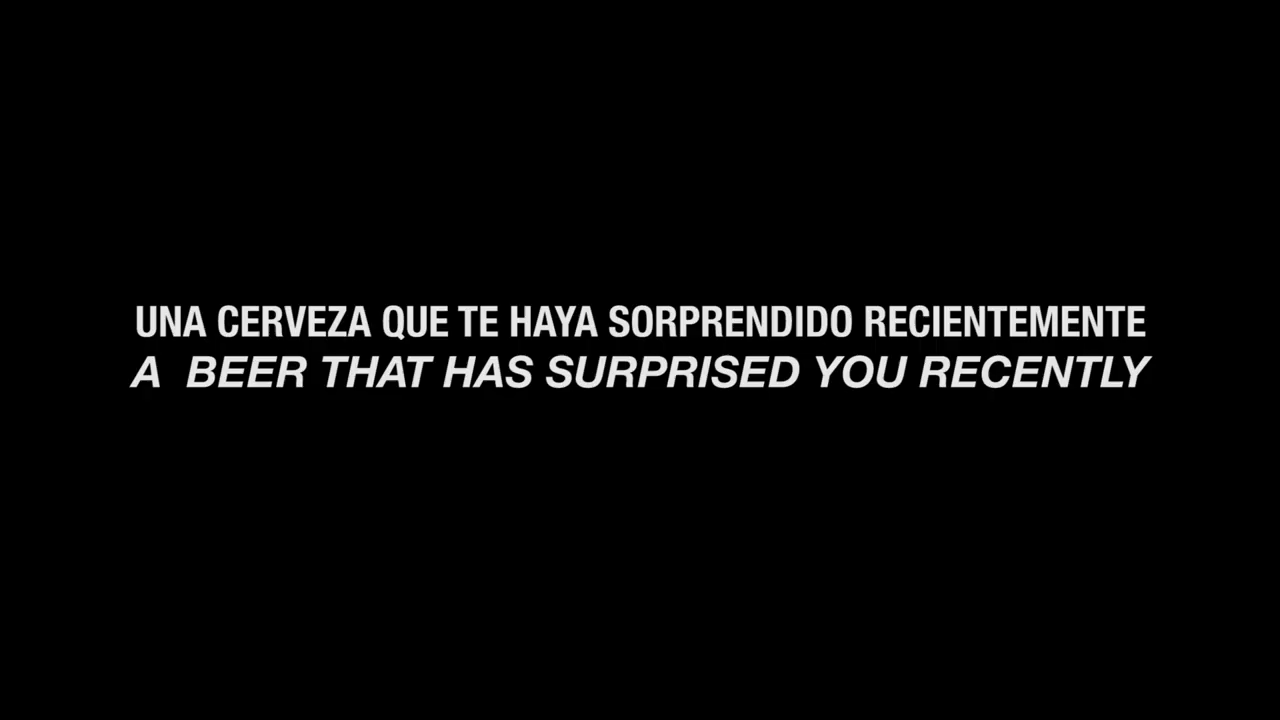 UNA CERVEZA QUE TE HAYA SORPRENDIDO RECIENTEMENTE
A  BEER THAT HAS SURPRISED YOU RECENTLY